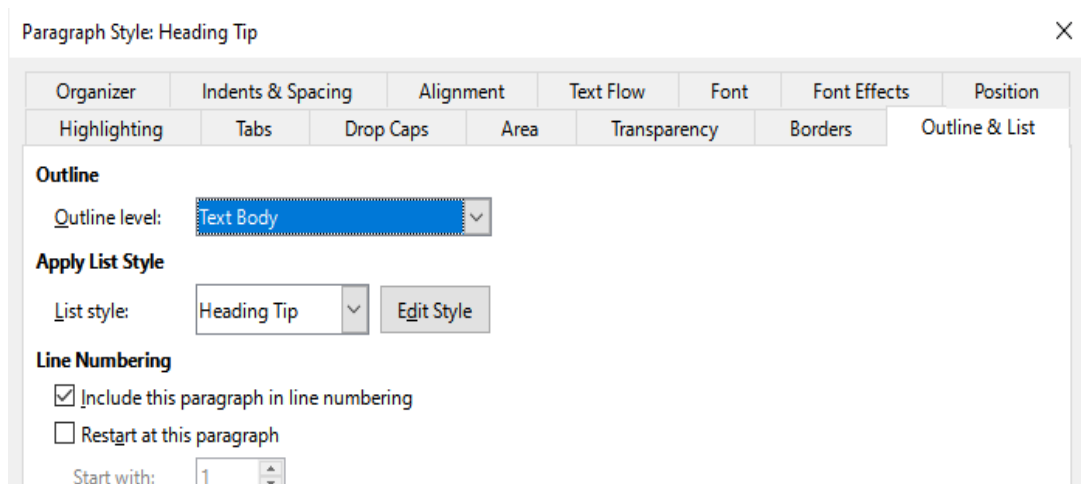 Paragraph Style: Heading Tip
Organizer Indents & Spacing Alignment Text Flow Font Font Effects Position
Highlighting Tabs Drop Caps Area Transparency Borders Outline & List
Outline
Outline level: Text Body
Apply List Style
List style: Heading Tip Edit Style
Line Numbering
Include this paragraph in line numbering
Restart at this paragraph
Start with: 1